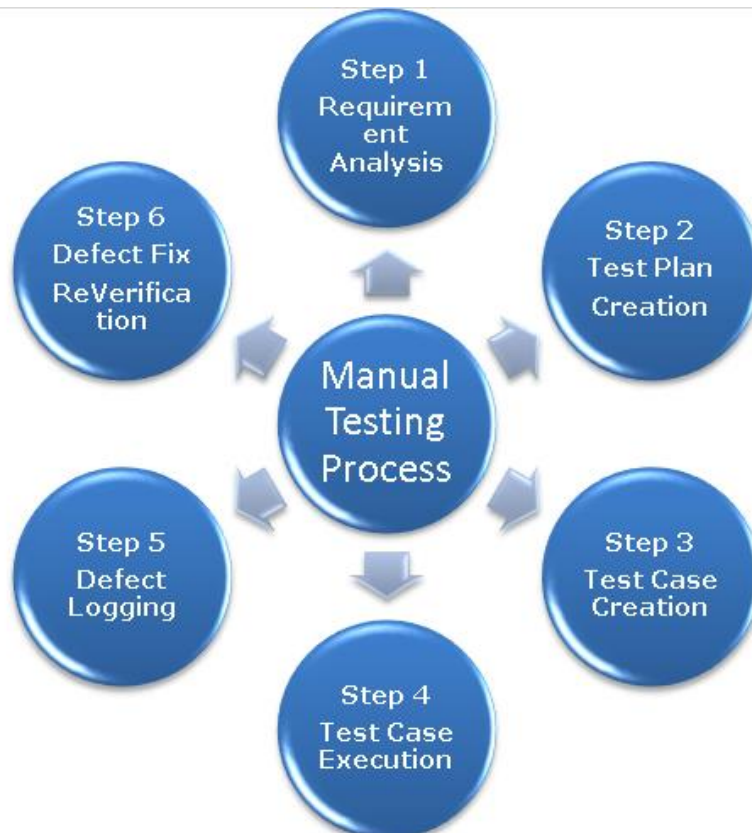 Step 1
Requirem
ent
Analysis
Step 2
Test Plan
Creation
Step 3
Test Case
Creation
Step 4
Test Case
Execution
Step 5
Defect
Logging
Step 6
Defect Fix
ReVerifica
tion
Manual
Testing
Process